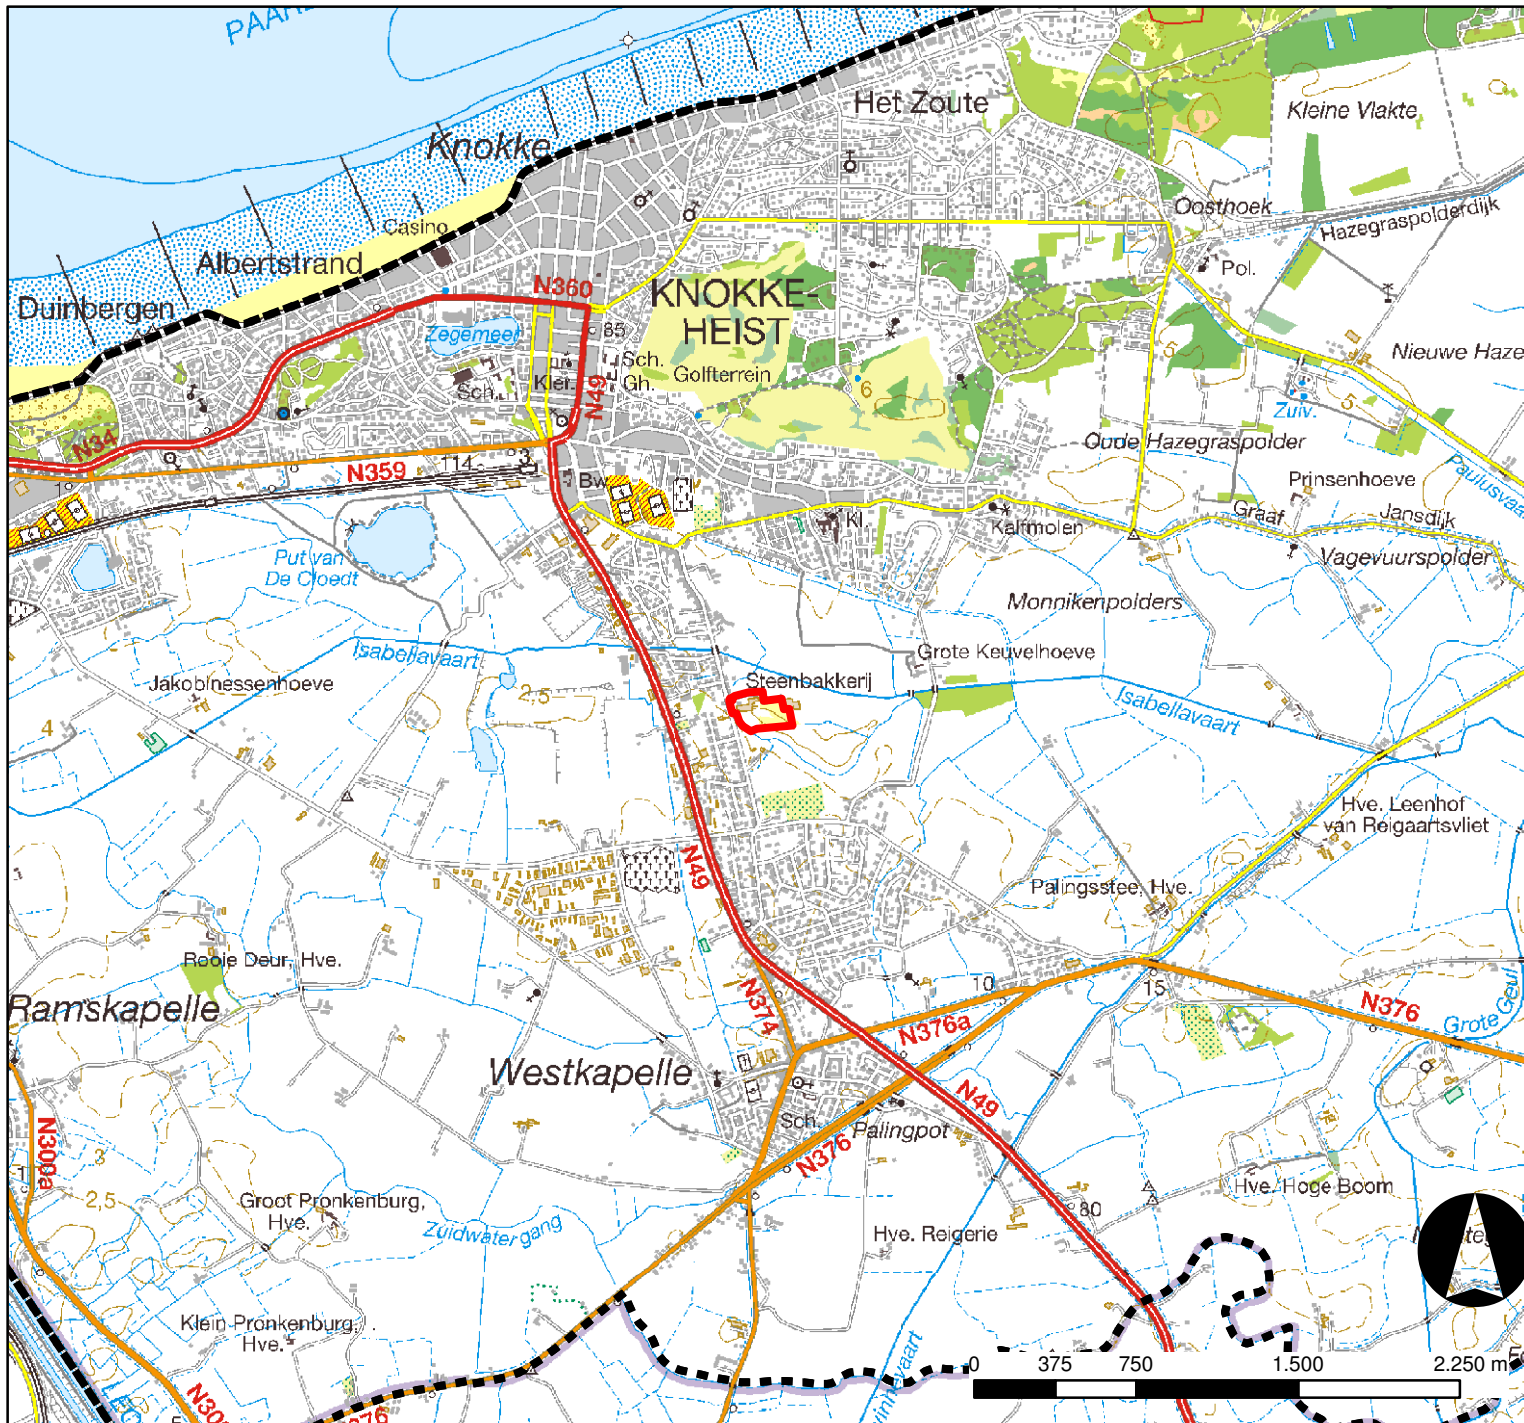 Het Zoute
Kleine Vlakte
Knokke
Oosthoek
Hazegraspolderdijk
Casino
Albertstrand
Pol.
Duinbergen
N360
KNOKKE-
HEIST
Zegemeer
85
Sch.
Gh.
Kler.
Sch.
N49
Golfterrein
6
5
Nieuwe Haze
Zuiv.
5
N34
N359
114
3
Oude Hazegraspolder
Paulusvaa
Bw.
Prinsenhoeve
Graaf
Jansdijk
Kl.
Kalfmolen
Vagevuurspolder
Put van
De Cloedt
Monnikenpolders
Isabellavaart
Grote Keuvelhoeve
Jakobinessenhoeve
Steenbakkerij
2,5
Isabellavaart
4
Hve. Leenhof
van Reigaartsvliet
N49
Palingsstee, Hve.
Rooie Deur, Hve.
Ramskapelle
N374
10
15
N376
Grote Geul
N376a
Westkapelle
N49
Sch.
Palingpot
N376
N300a
3
2,5
Groot Pronkenburg,
Hve.
Zuidwatergang
Hve. Hoge Boom
80
Hve. Reigerie
Klein Pronkenburg,
Hve.
0 375 750 1.500 2.250 m